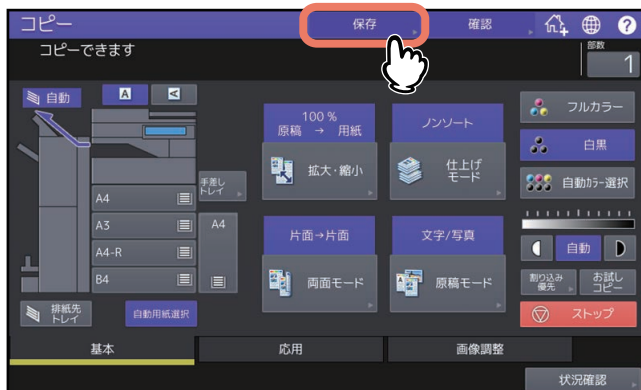 コピー
保存
確認
?
コピーできます
部数
1
自動
A
A
100 %
原稿 → 用紙
拡大・縮小
ノンソート
仕上げ
モード
フルカラー
白黒
自動カラー選択
手差し
トレイ
A4
A3
A4-R
B4
A4
片面→片面
両面モード
文字/写真
原稿モード
自動
割り込み
優先
お試し
コピー
排紙先
トレイ
自動用紙選択
ストップ
基本
応用
画像調整
状況確認